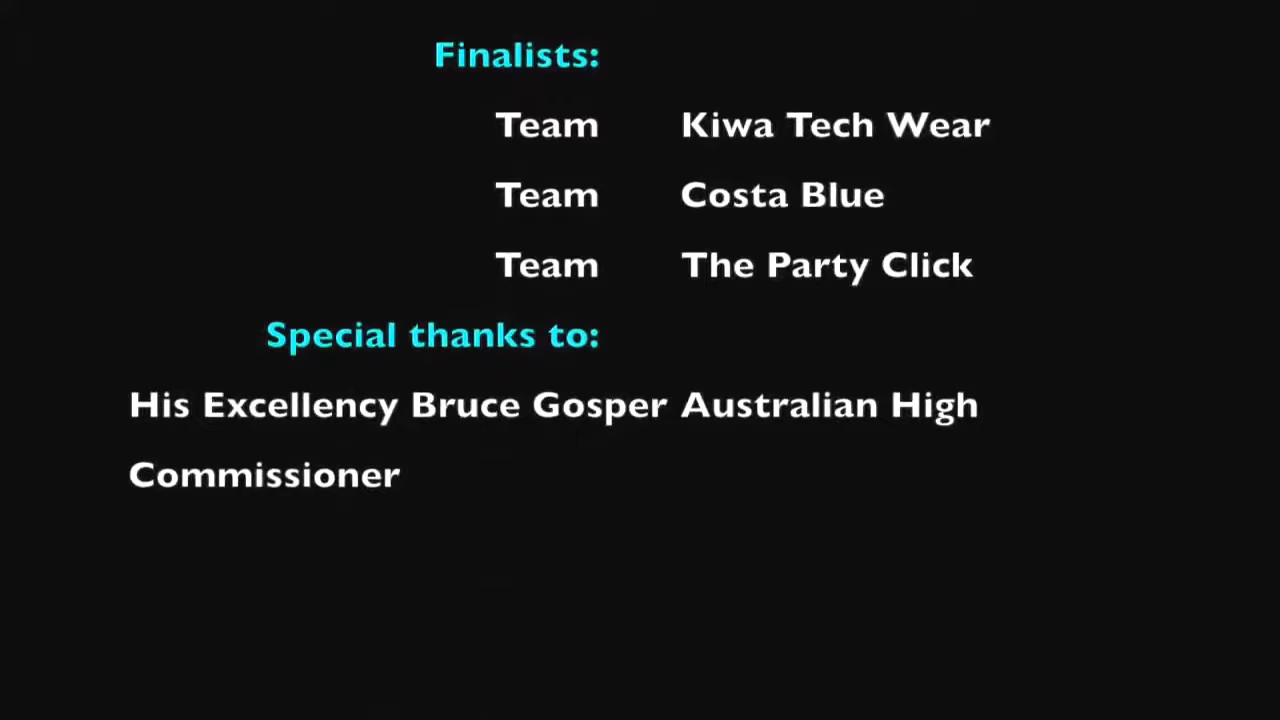 Finalists:
Team Kiwa Tech Wear
Team Costa Blue
Team The Party Click
Special thanks to:
His Excellency Bruce Gosper Australian High
Commissioner